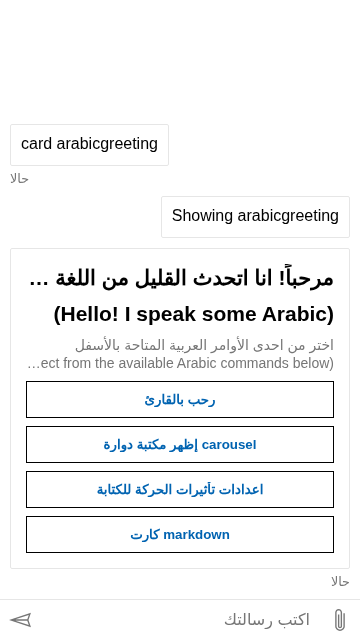 card arabicgreeting
حالا
Showing arabicgreeting
مرحباً! انا اتحدث القليل من اللغة …
(Hello! I speak some Arabic)
اختر من احدى الأوامر العربية المتاحة بالأسفل
…ect from the available Arabic commands below)
رحب بالقارئ
إظهر مكتبة دوارة carousel
اعدادات تأثيرات الحركة للكتابة
كارت markdown
حالا
اكتب رسالتك